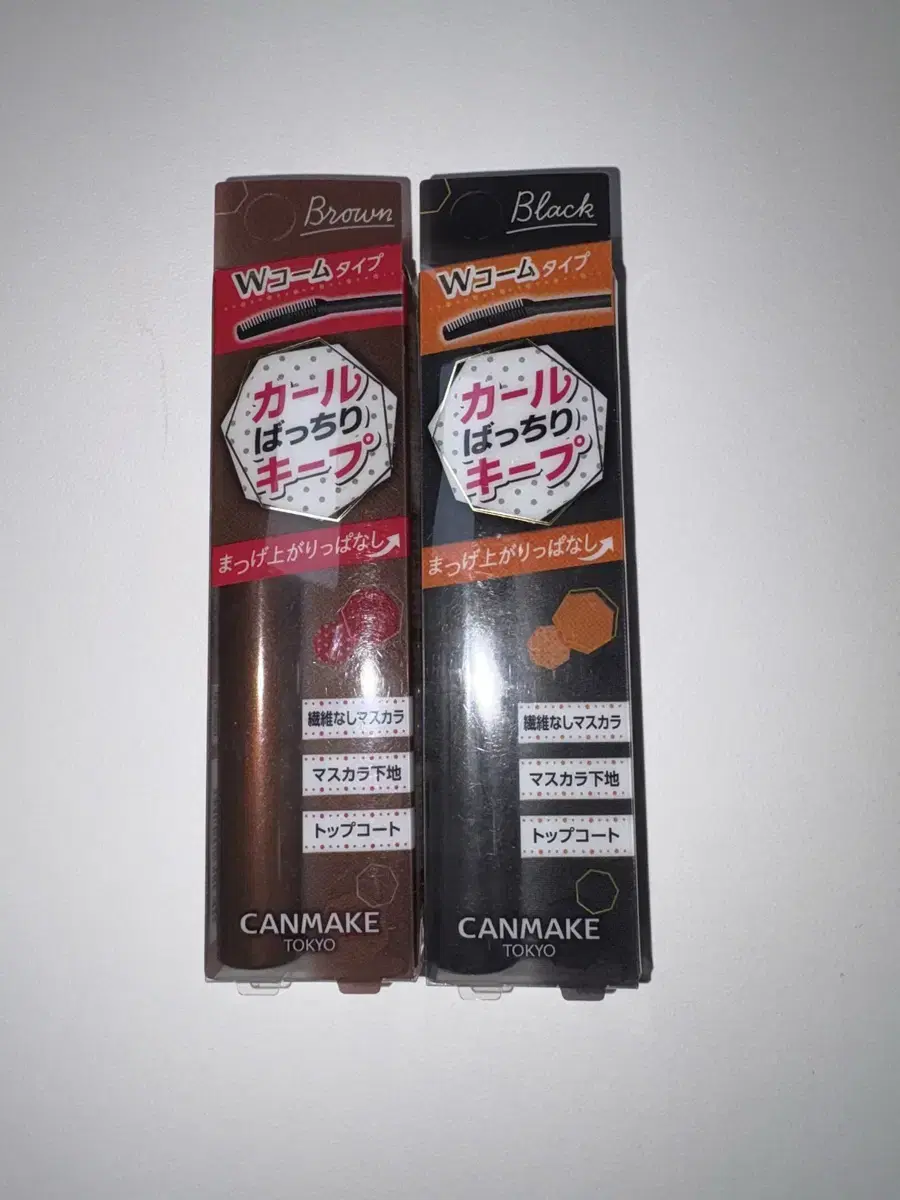 Brown
Wコームタイプ
カール
ばっちり
キープ
まつげ上がりっぱなし
繊維なしマスカラ
マスカラ下地
トップコート
CANMAKE
TOKYO
Black
Wコームタイプ
カール
ばっちり
キープ
まつげ上がりっぱなし
繊維なしマスカラ
マスカラ下地
トップコート
CANMAKE
TOKYO